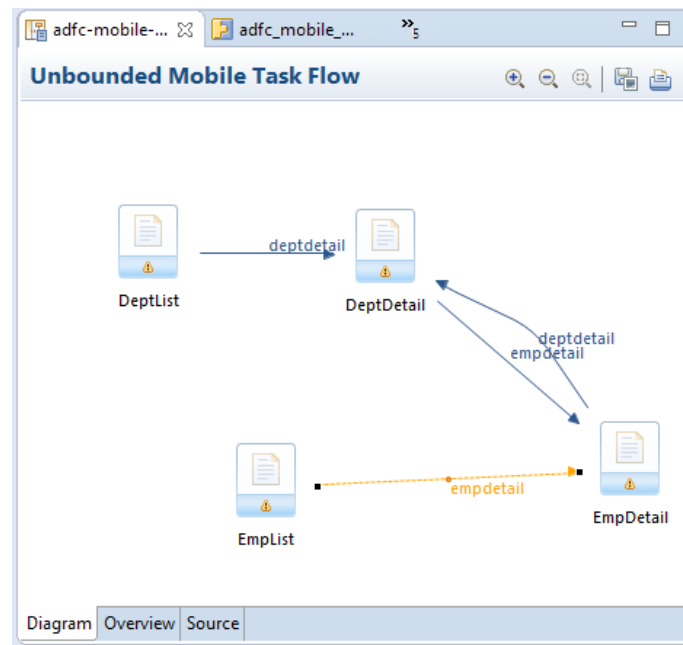 adfc-mobile-...
adfc_mobile_...
»5
Unbounded Mobile Task Flow
deptdetail
DeptList
DeptDetail
deptdetail
empdetail
empdetail
EmpList
EmpDetail
Diagram
Overview
Source